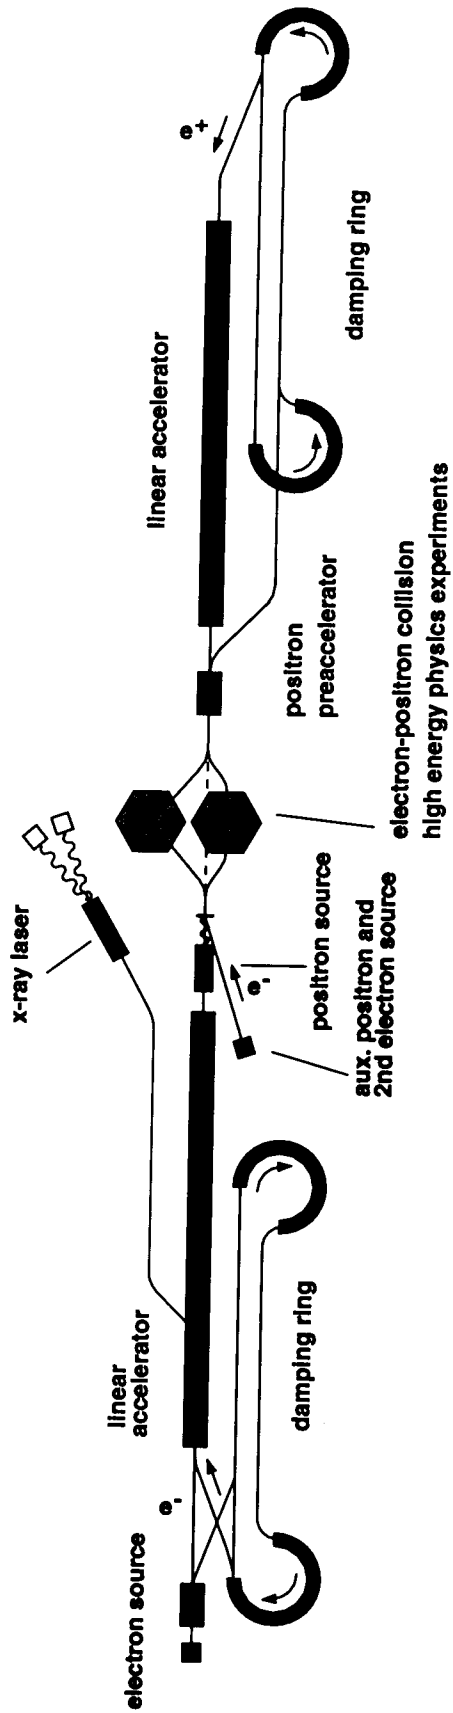 electron source
e-
linear
accelerator
damping ring
x-ray laser
aux. positron and
2nd electron source
positron source
e-
electron-positron collision
high energy physics experiments
positron
preaccelerator
linear accelerator
damping ring
e+